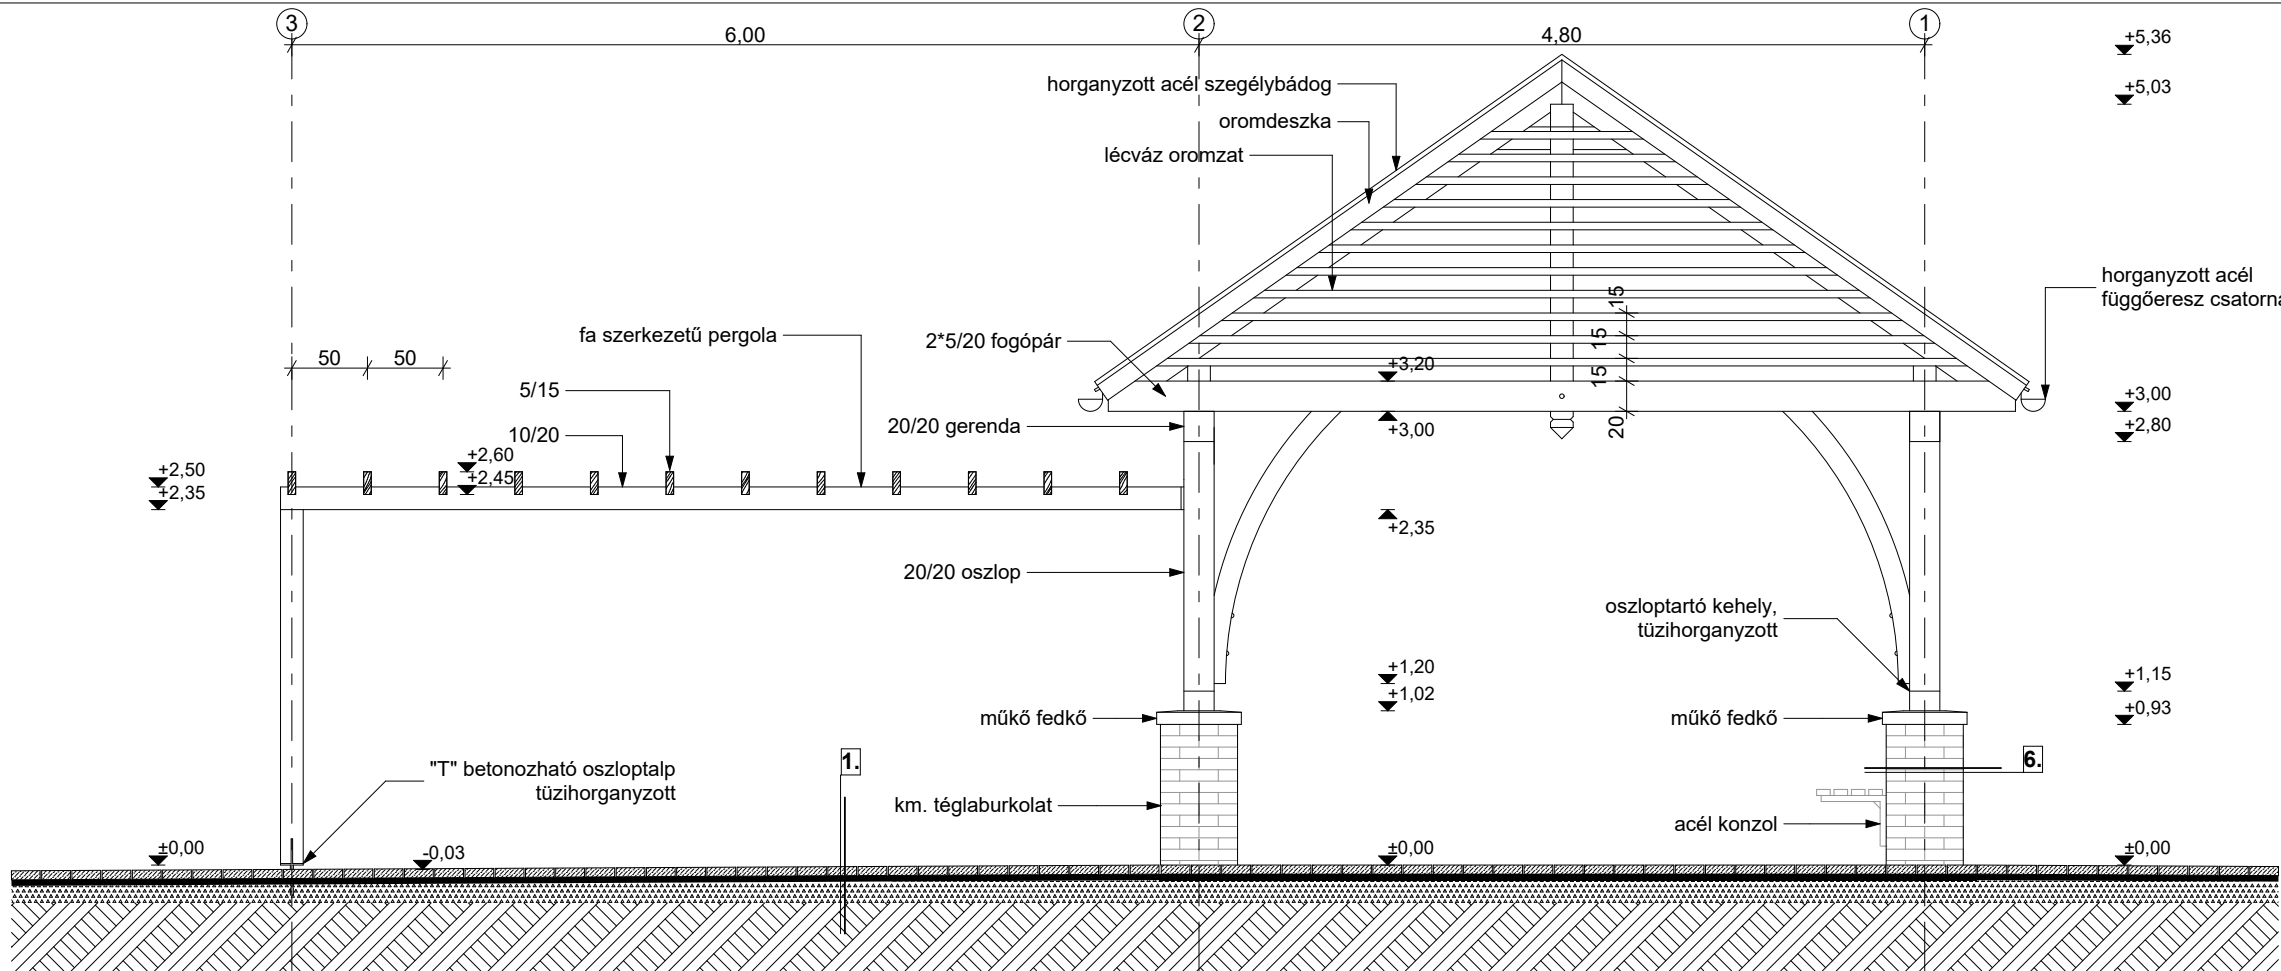 3
2
1
6,00
4,80
+5,36
+5,03
horganyzott acél szegélybádog
oromdeszka
lécváz oromzat
horganyzott acél
függőeresz csatorna
fa szerkezetű pergola
2*5/20 fogópár
50
50
5/15
10/20
15
15
15
20
+3,20
+3,00
+3,00
+2,80
20/20 gerenda
+2,60
+2,45
+2,50
+2,35
+2,35
20/20 oszlop
oszloptartó kehely,
tüzihorganyzott
+1,20
+1,02
+1,15
+0,93
műkő fedkő
műkő fedkő
"T" betonozható oszloptalp
tüzihorganyzott
1.
6.
km. téglaburkolat
acél konzol
±0,00
-0,03
±0,00
±0,00